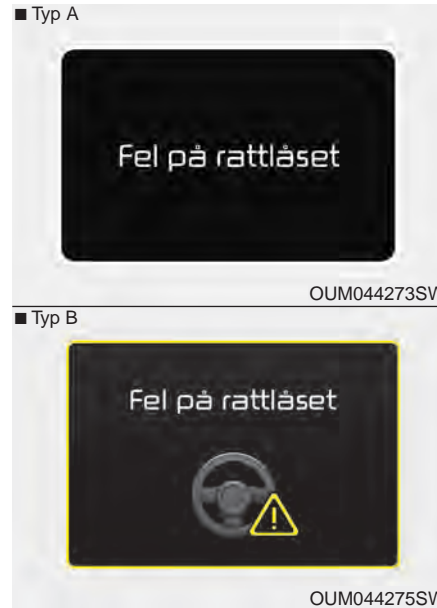 ■ Typ A
Fel på rattlåset
OUM044273SW
■ Typ B
Fel på rattlåset
OUM044275SW